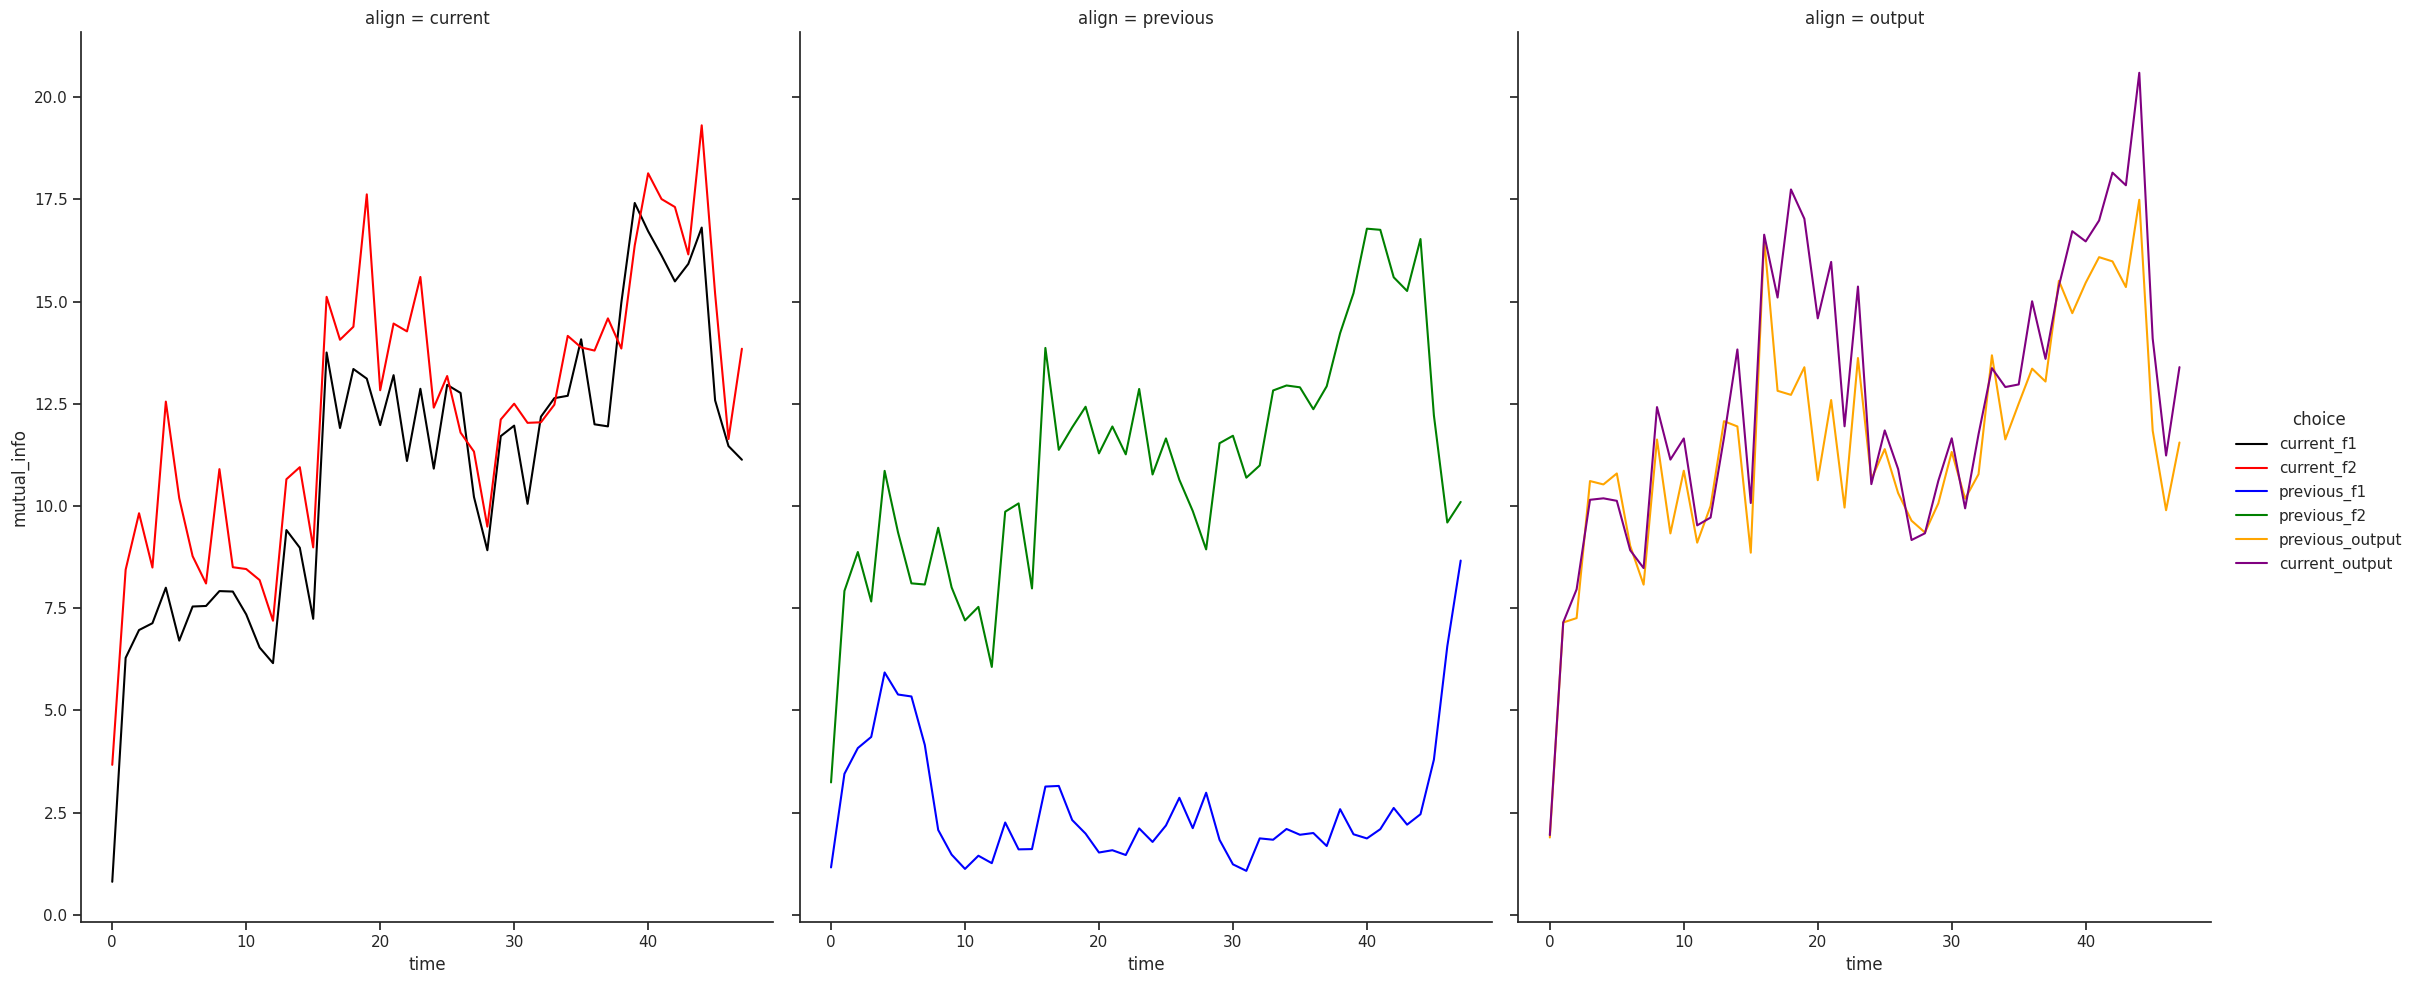 align = current
align = previous
align = output
mutual_info
20.0
17.5
15.0
12.5
10.0
7.5
5.0
2.5
0.0
0 10 20 30 40
0 10 20 30 40
0 10 20 30 40
time
time
time
choice
current_f1
current_f2
previous_f1
previous_f2
previous_output
current_output